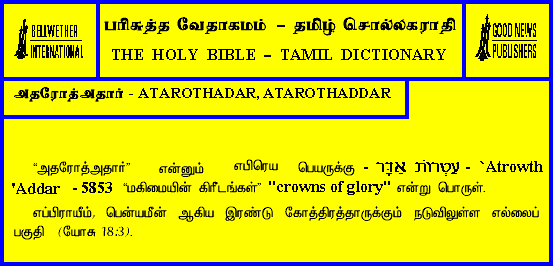 BELLWETHER
INTERNATIONAL
பரிசுத்த வேதாகமம் – தமிழ் சொல்லகராதி
THE HOLY BIBLE – TAMIL DICTIONARY
GOOD NEWS
PUBLISHERS
அதரோத்அதார் - ATAROTHADAR, ATAROTHADDAR
“அதரோத்அதார்” என்னும் எபிரெய பெயருக்கு - עַטְרוֹת אַדָּר - `Atrowth
'Addar - 5853 “மகிமையின் கிரீடங்கள்” "crowns of glory" என்று பொருள்.
எப்பிராயீம், பென்யமீன் ஆகிய இரண்டு கோத்திரத்தாருக்கும் நடுவிலுள்ள எல்லைப்
பகுதி (யோசு 18:3).